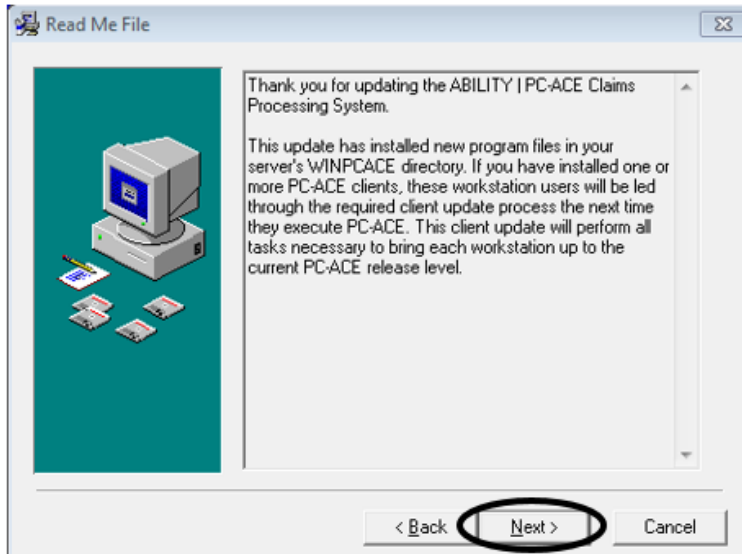 Read Me File
Thank you for updating the ABILITY | PC-ACE Claims
Processing System.
This update has installed new program files in your
server's WINPCACE directory. If you have installed one or
more PC-ACE clients, these workstation users will be led
through the required client update process the next time
they execute PC-ACE. This client update will perform all
tasks necessary to bring each workstation up to the
current PC-ACE release level.
< Back
Next >
Cancel